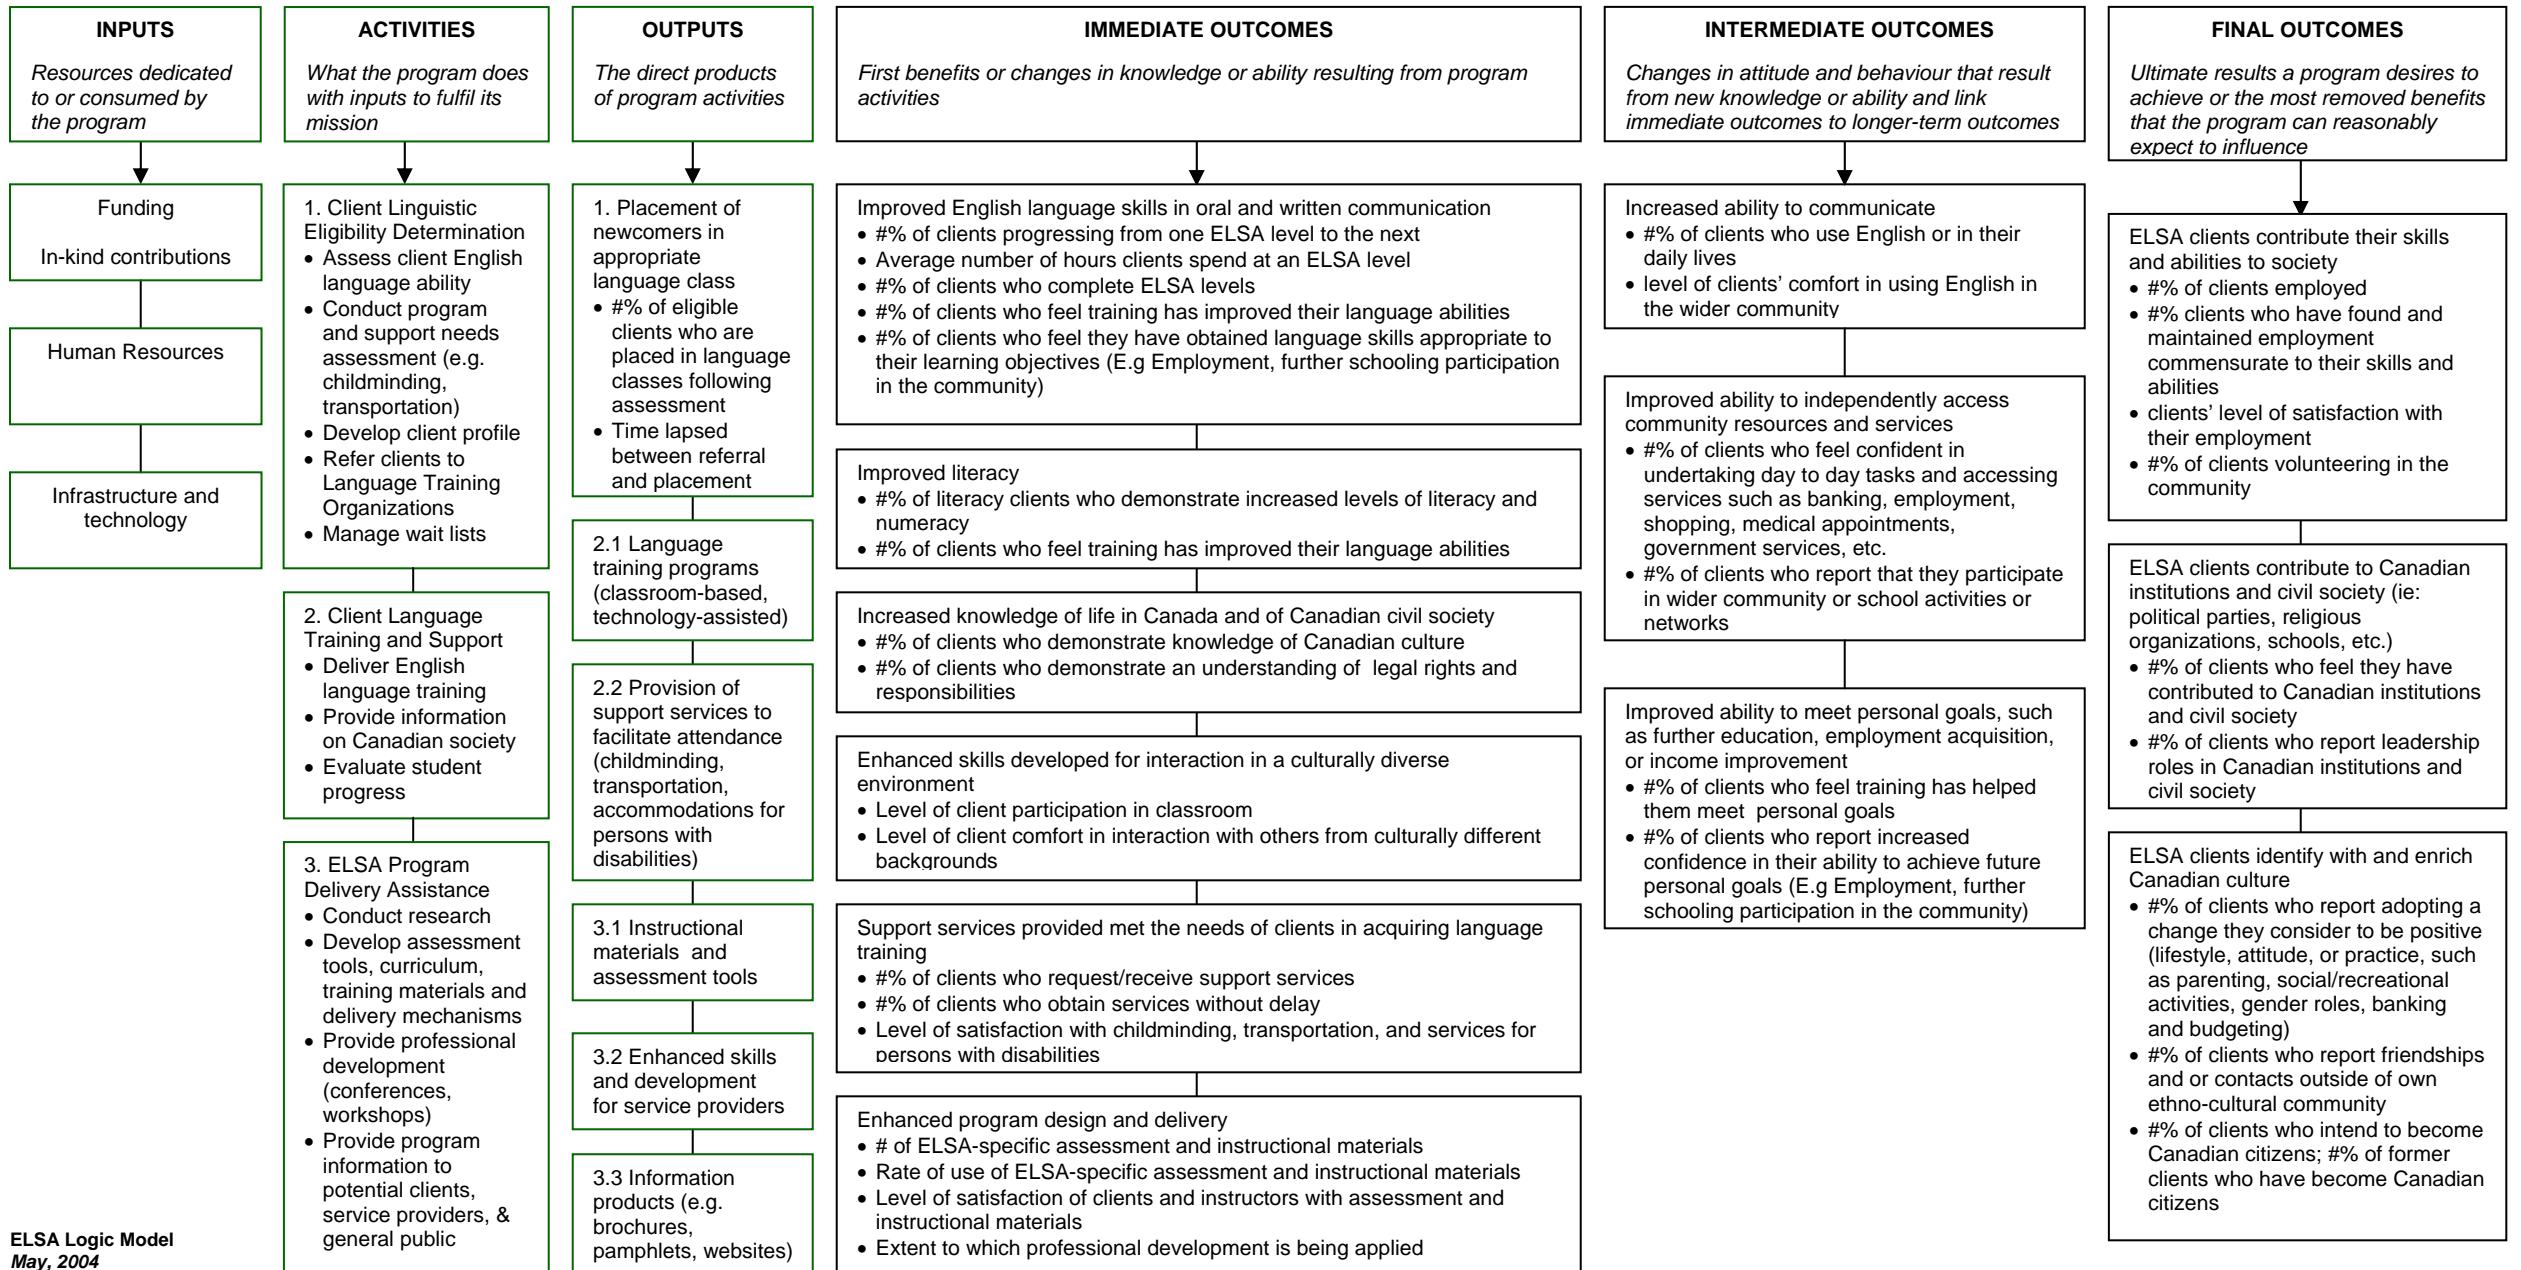 INPUTS
Resources dedicated
to or consumed by
the program
Funding
In-kind contributions
Human Resources
Infrastructure and
technology
ACTIVITIES
What the program does
with inputs to fulfil its
mission
1. Client Linguistic
Eligibility Determination
• Assess client English
language ability
• Conduct program
and support needs
assessment (e.g.
childminding,
transportation)
• Develop client profile
• Refer clients to
Language Training
Organizations
• Manage wait lists
2. Client Language
Training and Support
• Deliver English
language training
• Provide information
on Canadian society
• Evaluate student
progress
3. ELSA Program
Delivery Assistance
• Conduct research
• Develop assessment
tools, curriculum,
training materials and
delivery mechanisms
• Provide professional
development
(conferences,
workshops)
• Provide program
information to
potential clients,
service providers, &
general public
OUTPUTS
The direct products
of program activities
1. Placement of
newcomers in
appropriate
language class
• #% of eligible
clients who are
placed in language
classes following
assessment
• Time lapsed
between referral
and placement
2.1 Language
training programs
(classroom-based,
technology-assisted)
2.2 Provision of
support services to
facilitate attendance
(childminding,
transportation,
accommodations for
persons with
disabilities)
3.1 Instructional
materials and
assessment tools
3.2 Enhanced skills
and development
for service providers
3.3 Information
products (e.g.
brochures,
pamphlets, websites)
IMMEDIATE OUTCOMES
First benefits or changes in knowledge or ability resulting from program
activities
Improved English language skills in oral and written communication
• #% of clients progressing from one ELSA level to the next
• Average number of hours clients spend at an ELSA level
• #% of clients who complete ELSA levels
• #% of clients who feel training has improved their language abilities
• #% of clients who feel they have obtained language skills appropriate to
their learning objectives (E.g Employment, further schooling participation
in the community)
Improved literacy
• #% of literacy clients who demonstrate increased levels of literacy and
numeracy
• #% of clients who feel training has improved their language abilities
Increased knowledge of life in Canada and of Canadian civil society
• #% of clients who demonstrate knowledge of Canadian culture
• #% of clients who demonstrate an understanding of legal rights and
responsibilities
Enhanced skills developed for interaction in a culturally diverse
environment
• Level of client participation in classroom
• Level of client comfort in interaction with others from culturally different
backgrounds
Support services provided met the needs of clients in acquiring language
training
• #% of clients who request/receive support services
• #% of clients who obtain services without delay
• Level of satisfaction with childminding, transportation, and services for
persons with disabilities
Enhanced program design and delivery
• # of ELSA-specific assessment and instructional materials
• Rate of use of ELSA-specific assessment and instructional materials
• Level of satisfaction of clients and instructors with assessment and
instructional materials
• Extent to which professional development is being applied
INTERMEDIATE OUTCOMES
Changes in attitude and behaviour that result
from new knowledge or ability and link
immediate outcomes to longer-term outcomes
Increased ability to communicate
• #% of clients who use English or in their
daily lives
• level of clients' comfort in using English in
the wider community
Improved ability to independently access
community resources and services
• #% of clients who feel confident in
undertaking day to day tasks and accessing
services such as banking, employment,
shopping, medical appointments,
government services, etc.
• #% of clients who report that they participate
in wider community or school activities or
networks
Improved ability to meet personal goals, such
as further education, employment acquisition,
or income improvement
• #% of clients who feel training has helped
them meet personal goals
• #% of clients who report increased
confidence in their ability to achieve future
personal goals (E.g Employment, further
schooling participation in the community)
FINAL OUTCOMES
Ultimate results a program desires to
achieve or the most removed benefits
that the program can reasonably
expect to influence
ELSA clients contribute their skills
and abilities to society
• #% of clients employed
• #% clients who have found and
maintained employment
commensurate to their skills and
abilities
• clients' level of satisfaction with
their employment
• #% of clients volunteering in the
community
ELSA clients contribute to Canadian
institutions and civil society (ie:
political parties, religious
organizations, schools, etc.)
• #% of clients who feel they have
contributed to Canadian institutions
and civil society
• #% of clients who report leadership
roles in Canadian institutions and
civil society
ELSA clients identify with and enrich
Canadian culture
• #% of clients who report adopting a
change they consider to be positive
(lifestyle, attitude, or practice, such
as parenting, social/recreational
activities, gender roles, banking
and budgeting)
• #% of clients who report friendships
and or contacts outside of own
ethno-cultural community
• #% of clients who intend to become
Canadian citizens; #% of former
clients who have become Canadian
citizens
ELSA Logic Model
May, 2004